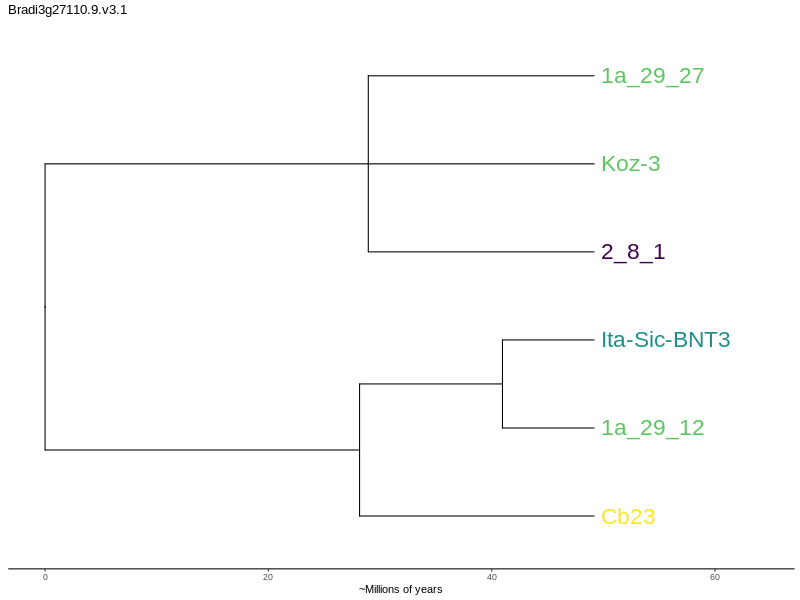 Bradi3g27110.9.v3.1
1a_29_27
Koz-3
2_8_1
Ita-Sic-BNT3
1a_29_12
Cb23
0 20 40 60
~Millions of years